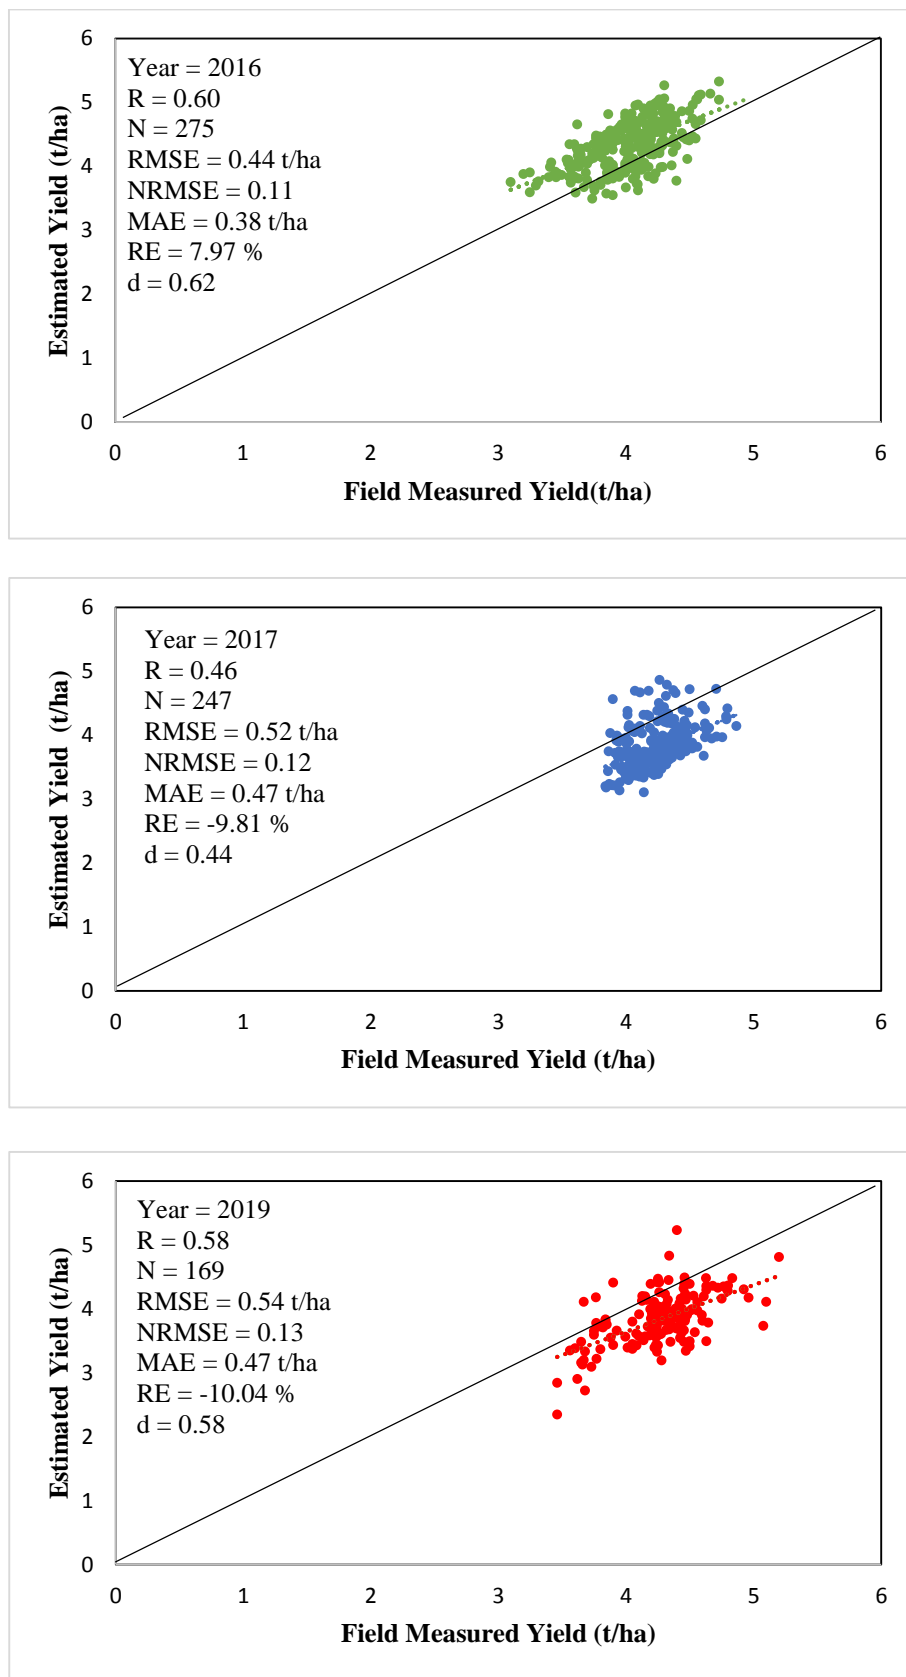 6
5
4
3
2
1
0
Estimated Yield (t/ha)
Year = 2016
R = 0.60
N = 275
RMSE = 0.44 t/ha
NRMSE = 0.11
MAE = 0.38 t/ha
RE = 7.97 %
d = 0.62
0 1 2 3 4 5 6
Field Measured Yield(t/ha)
6
5
4
3
2
1
0
Estimated Yield (t/ha)
Year = 2017
R = 0.46
N = 247
RMSE = 0.52 t/ha
NRMSE = 0.12
MAE = 0.47 t/ha
RE = -9.81 %
d = 0.44
0 1 2 3 4 5 6
Field Measured Yield (t/ha)
6
5
4
3
2
1
0
Estimated Yield (t/ha)
Year = 2019
R = 0.58
N = 169
RMSE = 0.54 t/ha
NRMSE = 0.13
MAE = 0.47 t/ha
RE = -10.04 %
d = 0.58
0 1 2 3 4 5 6
Field Measured Yield (t/ha)